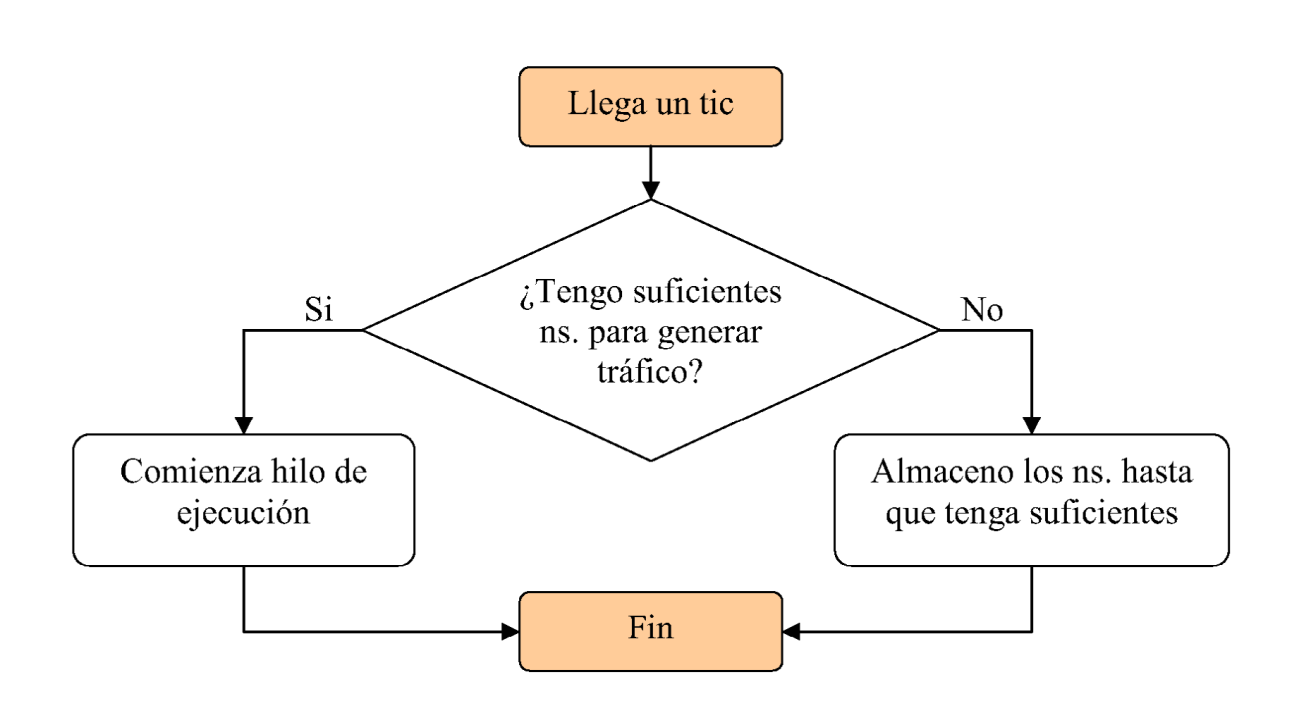 Llega un tic
¿Tengo suficientes
ns. para generar
tráfico?
Si
No
Comienza hilo de
ejecución
Almaceno los ns. hasta
que tenga suficientes
Fin